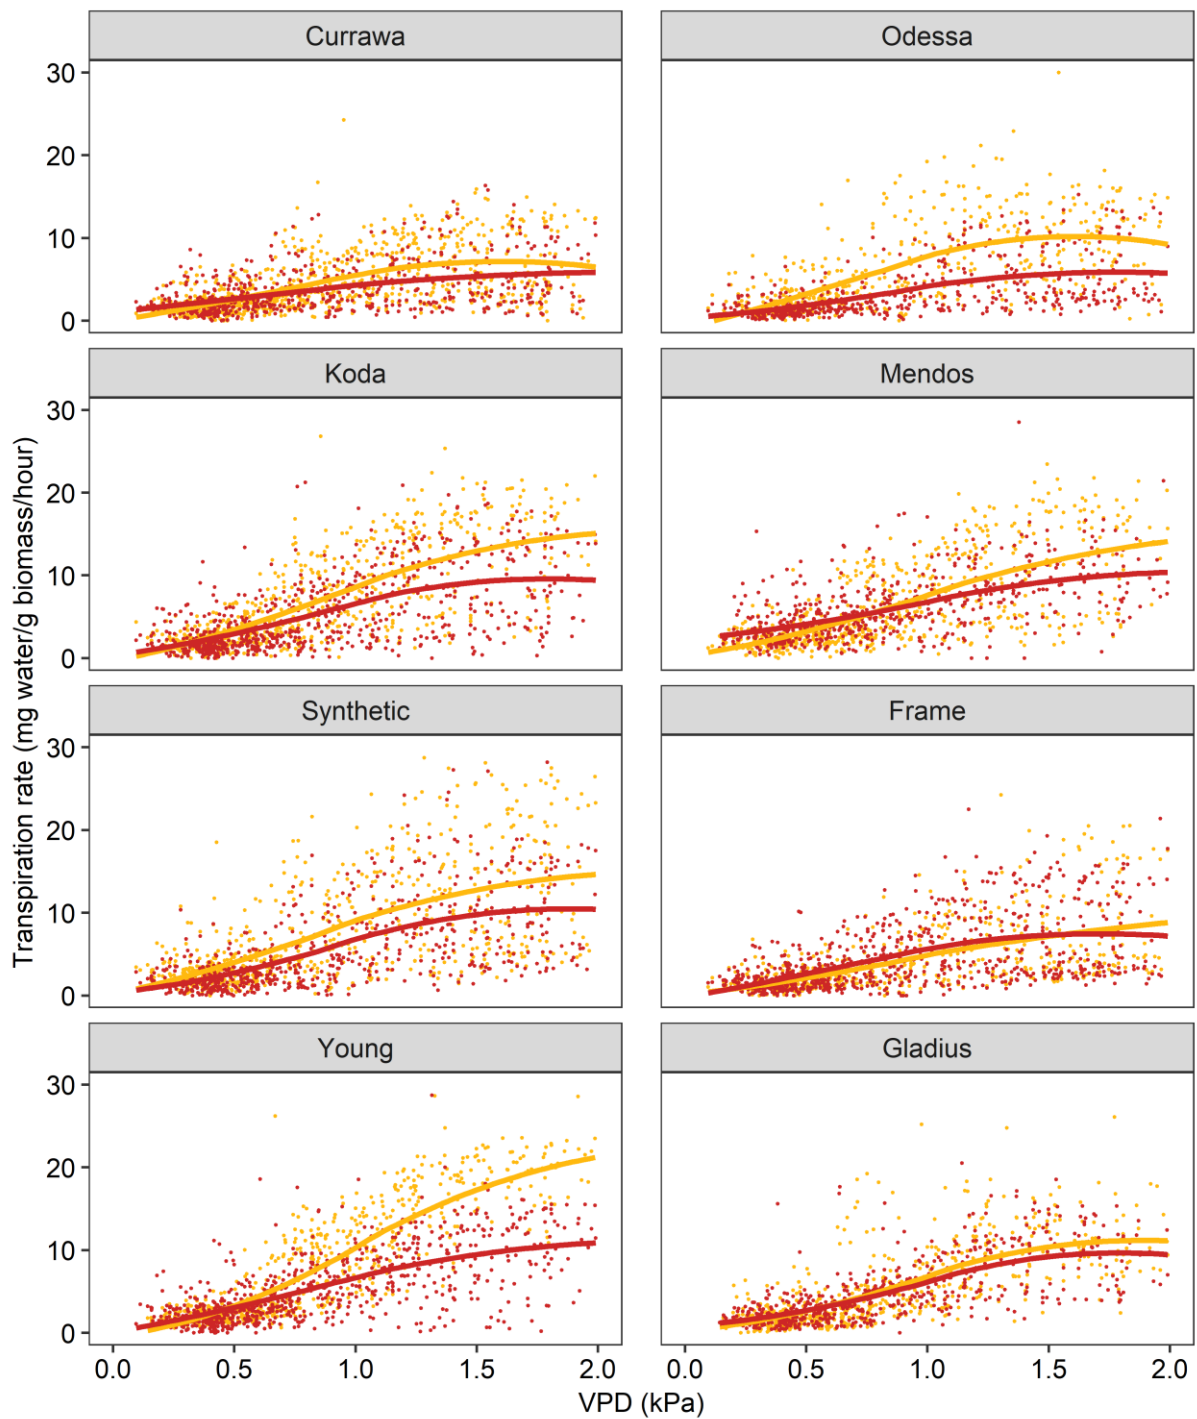 Currawa
Odessa
30
20
10
0
Koda
Mendos
30
20
10
0
Transpiration rate (mg water/g biomass/hour)
Synthetic
Frame
30
20
10
0
Young
Gladius
30
20
10
0
0.0 0.5 1.0 1.5 2.0 0.0 0.5 1.0 1.5 2.0
VPD (kPa)